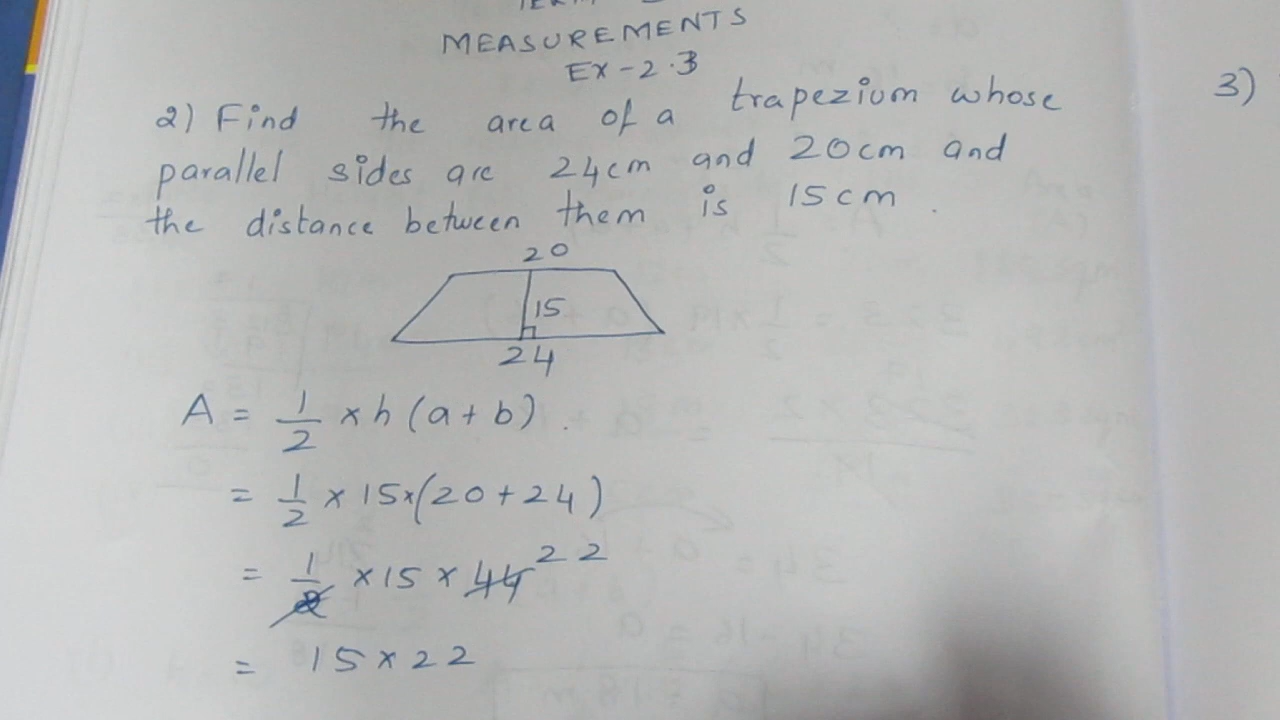 MEASUREMENTS
EX-2.3
2) Find the area of a trapezium whose
parallel sides are 24cm and 20cm and
the distance between them is 15cm.
20
15
24
A = 1/2 × h (a + b).
= 1/2 × 15×(20+24)
= 1/2 × 15 × 44 22
= 15 × 22
3)